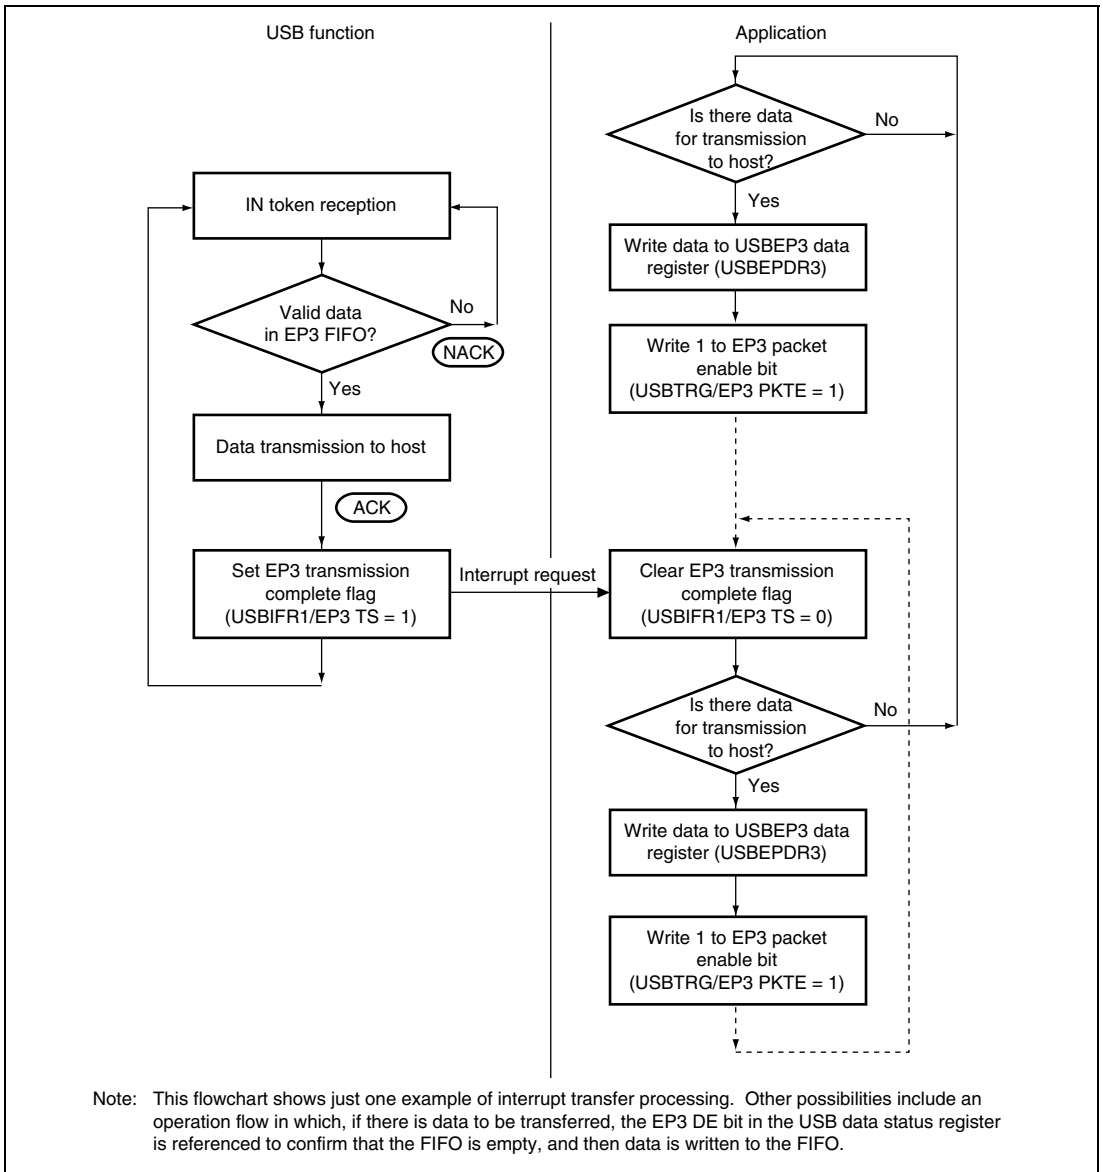 USB function
Application
Is there data
for transmission
to host?
No
Yes
IN token reception
Write data to USBEP3 data
register (USBEPDR3)
Valid data
in EP3 FIFO?
No
NACK
Yes
Write 1 to EP3 packet
enable bit
(USBTRG/EP3 PKTE = 1)
Data transmission to host
ACK
Set EP3 transmission
complete flag
(USBIFR1/EP3 TS = 1)
Interrupt request
Clear EP3 transmission
complete flag
(USBIFR1/EP3 TS = 0)
Is there data
for transmission
to host?
No
Yes
Write data to USBEP3 data
register (USBEPDR3)
Write 1 to EP3 packet
enable bit
(USBTRG/EP3 PKTE = 1)
Note: This flowchart shows just one example of interrupt transfer processing. Other possibilities include an
operation flow in which, if there is data to be transferred, the EP3 DE bit in the USB data status register
is referenced to confirm that the FIFO is empty, and then data is written to the FIFO.